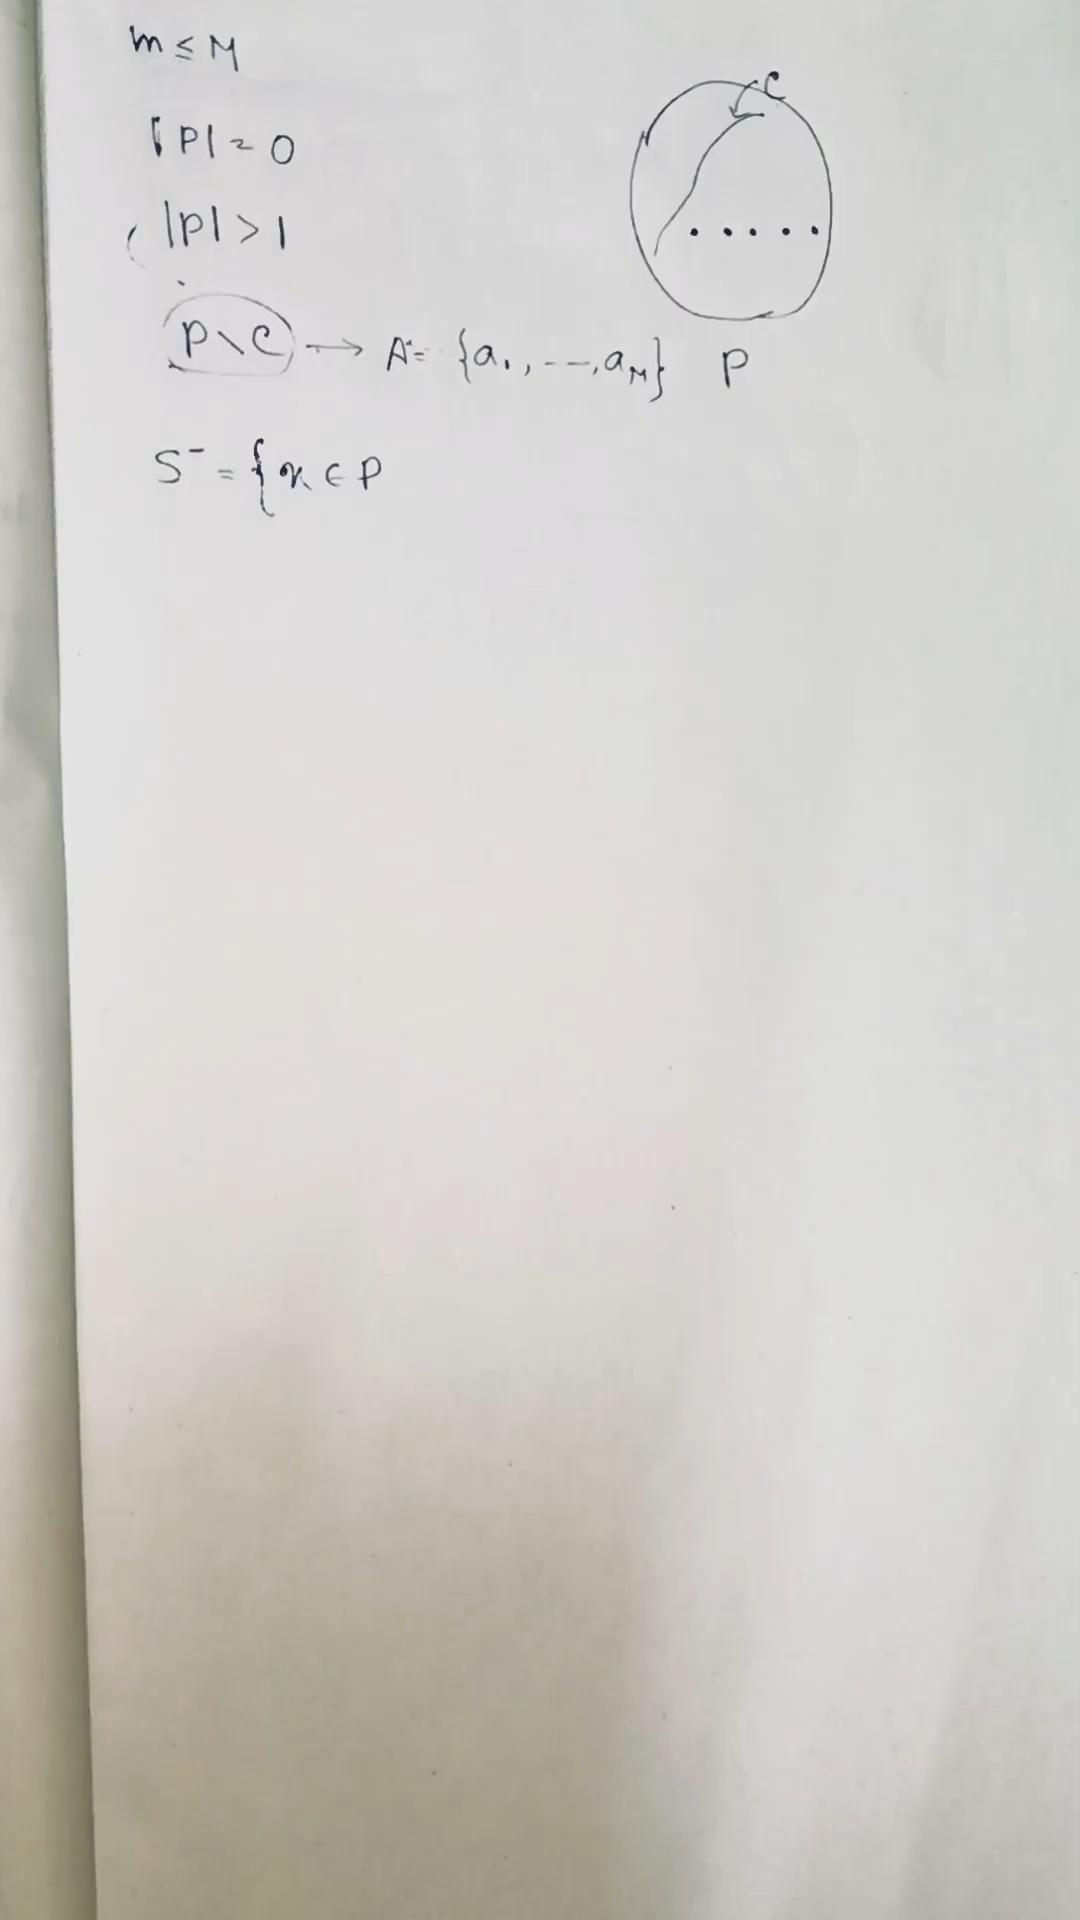 m ≤ M
C
|P| = 0
|P| > 1
P \ C → A = {a₁, ---, a_M} P
S⁻ = {x ∈ P